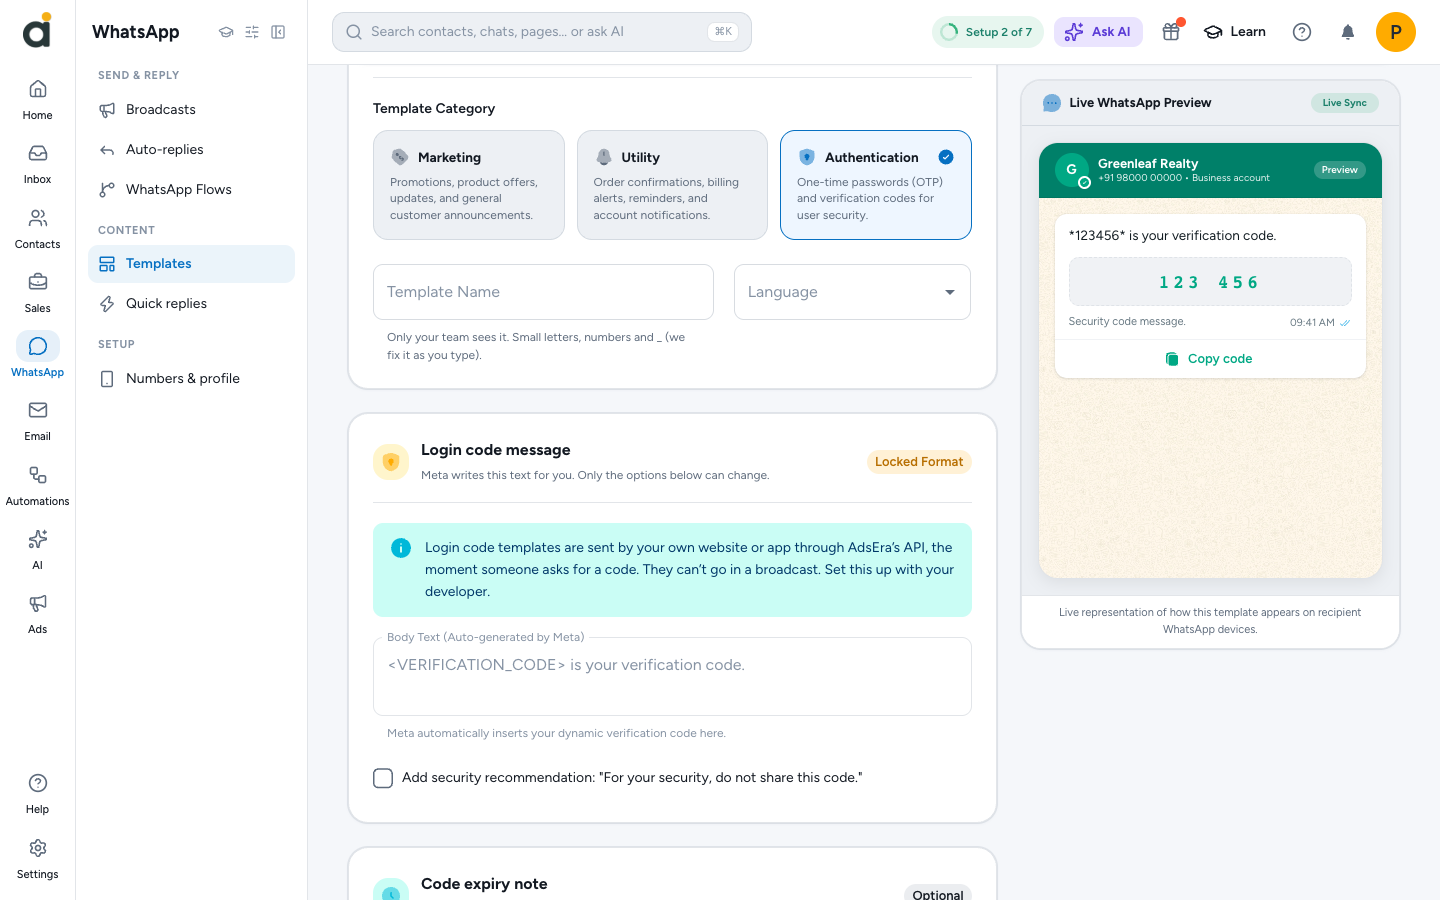 WhatsApp
Search contacts, chats, pages... or ask AI
⌘K
Setup 2 of 7
Ask AI
Learn
P
Home
Inbox
Contacts
Sales
WhatsApp
Email
Automations
AI
Ads
Help
Settings
SEND & REPLY
Broadcasts
Auto-replies
WhatsApp Flows
CONTENT
Templates
Quick replies
SETUP
Numbers & profile
Template Category
Marketing
Promotions, product offers,
updates, and general
customer announcements.
Utility
Order confirmations, billing
alerts, reminders, and
account notifications.
Authentication
One-time passwords (OTP)
and verification codes for
user security.
Template Name
Language
Only your team sees it. Small letters, numbers and _ (we
fix it as you type).
Login code message
Meta writes this text for you. Only the options below can change.
Locked Format
Login code templates are sent by your own website or app through AdsEra's API, the
moment someone asks for a code. They can't go in a broadcast. Set this up with your
developer.
Body Text (Auto-generated by Meta)
<VERIFICATION_CODE> is your verification code.
Meta automatically inserts your dynamic verification code here.
Add security recommendation: "For your security, do not share this code."
Code expiry note
Optional
Live WhatsApp Preview
Live Sync
G
Greenleaf Realty
+91 98000 00000 • Business account
Preview
*123456* is your verification code.
123 456
Security code message.
09:41 AM
Copy code
Live representation of how this template appears on recipient
WhatsApp devices.